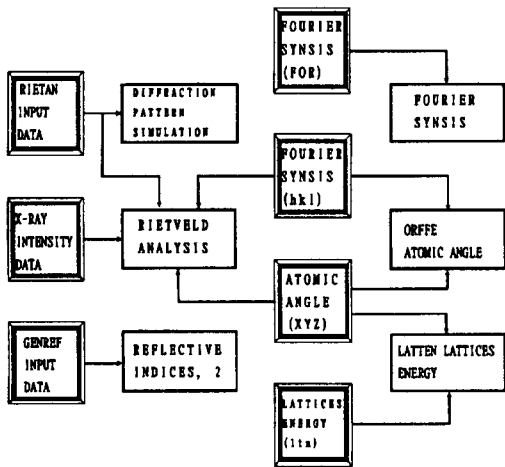 FOURIER
SYNSIS
(FOR)
RIETAN
INPUT
DATA
DIFFRACTION
PATTERN
SIMULATION
FOURIER
SYNSIS
FOURIER
SYNSIS
(hkl)
X-RAY
INTENSITY
DATA
RIETVELD
ANALYSIS
ORFFE
ATOMIC ANGLE
ATOMIC
ANGLE
(XYZ)
GENREF
INPUT
DATA
REFLECTIVE
INDICES, 2
LATTEN LATTICES
ENERGY
LATTICES
ENERGY
(ltn)